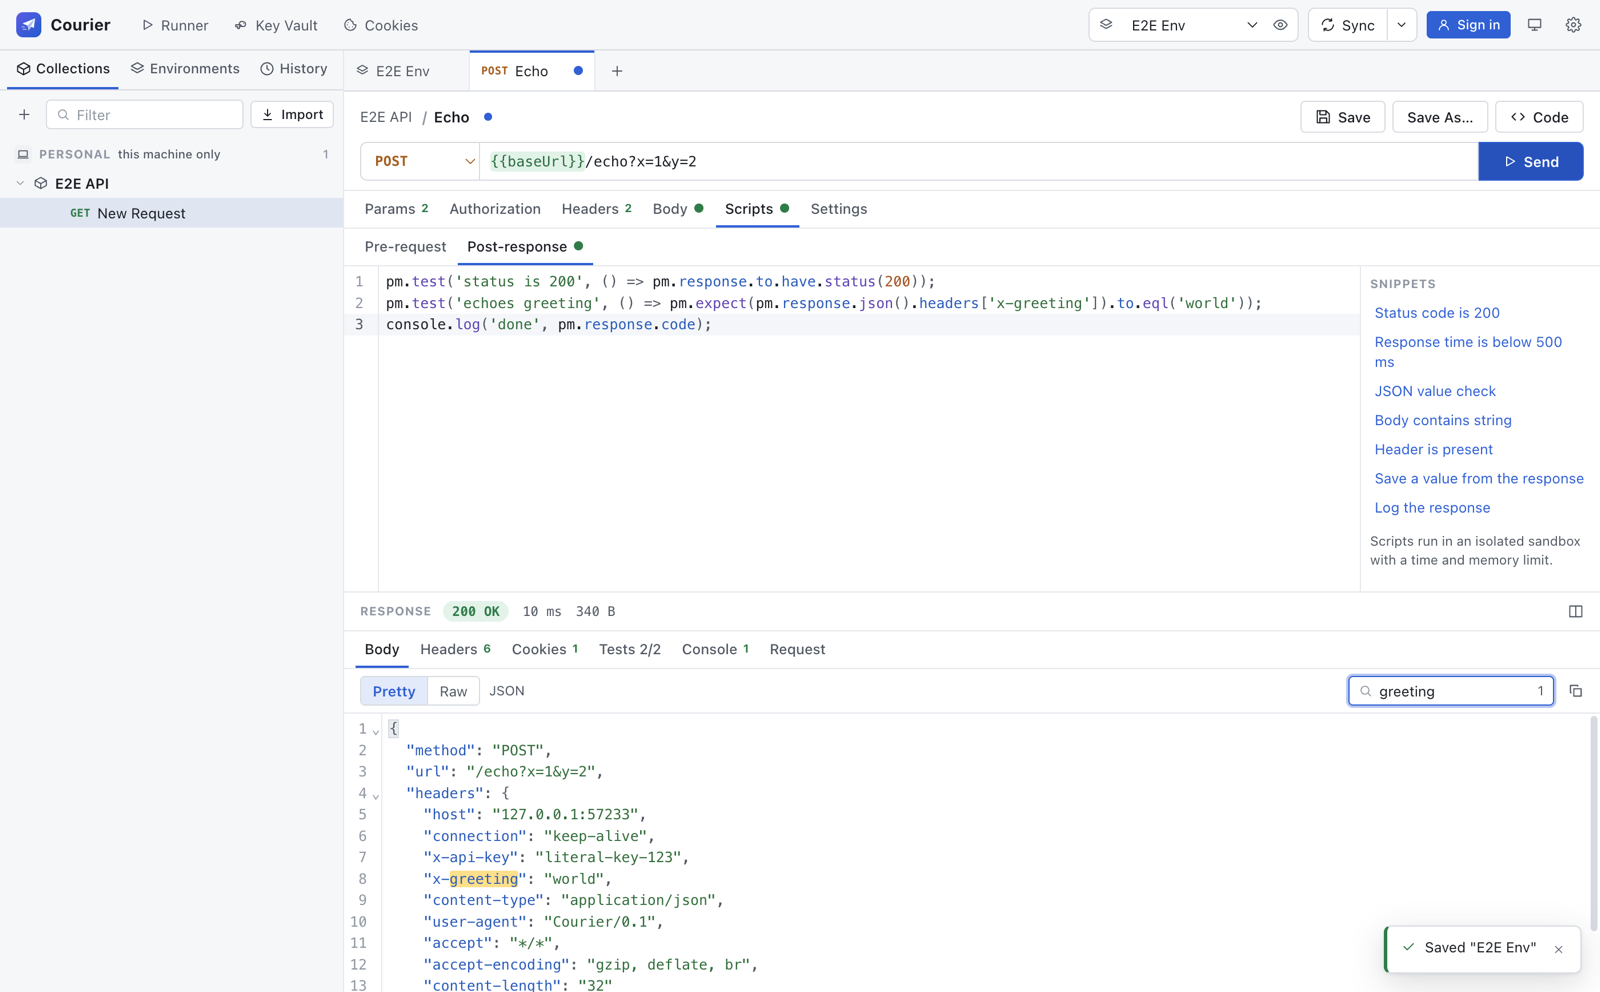 Courier
Runner
Key Vault
Cookies
E2E Env
Sync
Sign in
Collections
Environments
History
E2E Env
POST Echo
Filter
Import
PERSONAL this machine only 1
E2E API
GET New Request
E2E API / Echo
Save
Save As...
<> Code
POST
{{baseUrl}}/echo?x=1&y=2
Send
Params 2
Authorization
Headers 2
Body
Scripts
Settings
Pre-request
Post-response
1 pm.test('status is 200', () => pm.response.to.have.status(200));
2 pm.test('echoes greeting', () => pm.expect(pm.response.json().headers['x-greeting']).to.eql('world'));
3 console.log('done', pm.response.code);
SNIPPETS
Status code is 200
Response time is below 500
ms
JSON value check
Body contains string
Header is present
Save a value from the response
Log the response
Scripts run in an isolated sandbox
with a time and memory limit.
RESPONSE 200 OK 10 ms 340 B
Body
Headers 6
Cookies 1
Tests 2/2
Console 1
Request
Pretty
Raw
JSON
greeting 1
1 {
2 "method": "POST",
3 "url": "/echo?x=1&y=2",
4 "headers": {
5 "host": "127.0.0.1:57233",
6 "connection": "keep-alive",
7 "x-api-key": "literal-key-123",
8 "x-greeting": "world",
9 "content-type": "application/json",
10 "user-agent": "Courier/0.1",
11 "accept": "*/*",
12 "accept-encoding": "gzip, deflate, br",
13 "content-length": "32"
Saved "E2E Env"